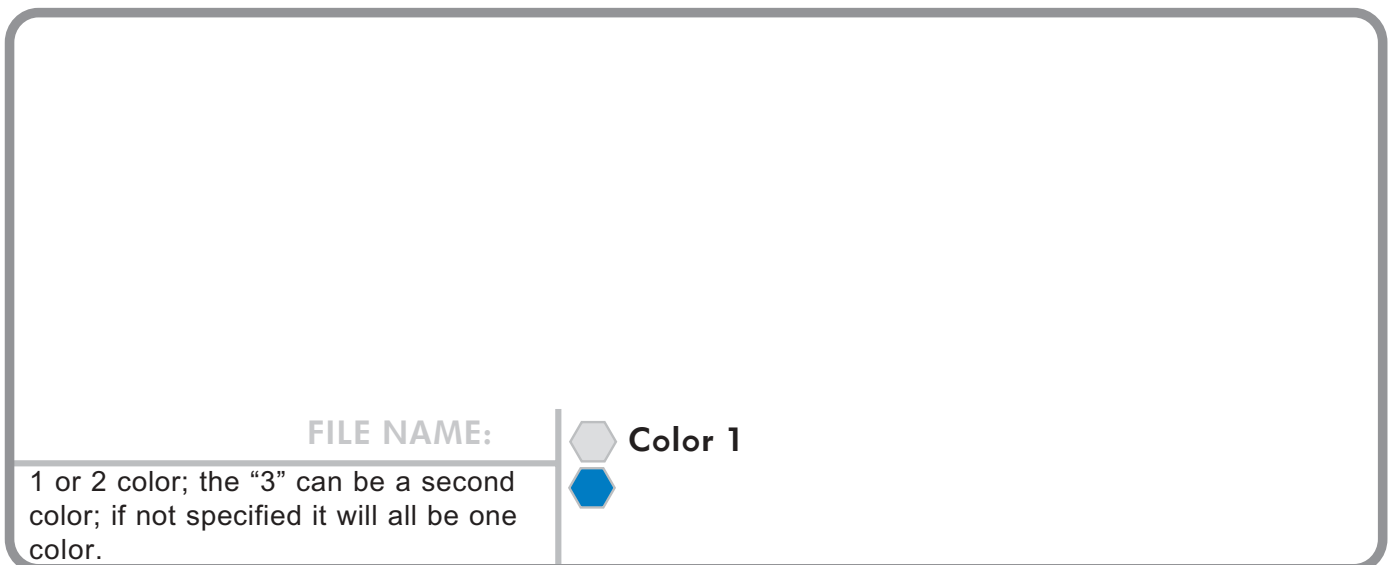 FILE NAME:
Color 1
1 or 2 color; the “3” can be a second
color; if not specified it will all be one
color.